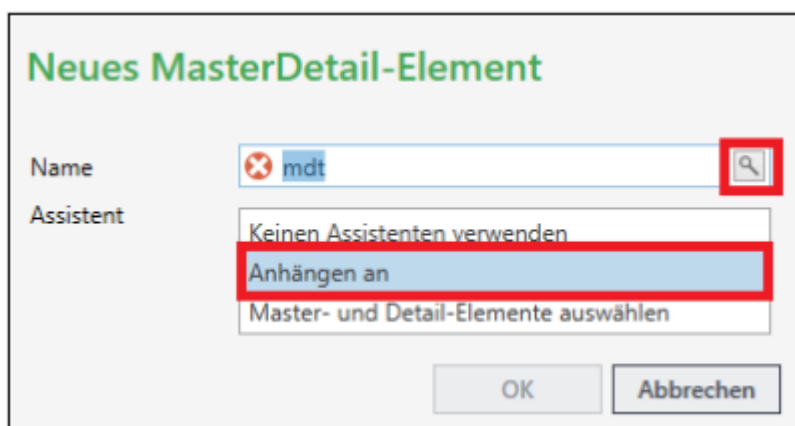 Neues MasterDetail-Element
Name mdt
Assistent
Keinen Assistenten verwenden
Anhängen an
Master- und Detail-Elemente auswählen
OK Abbrechen